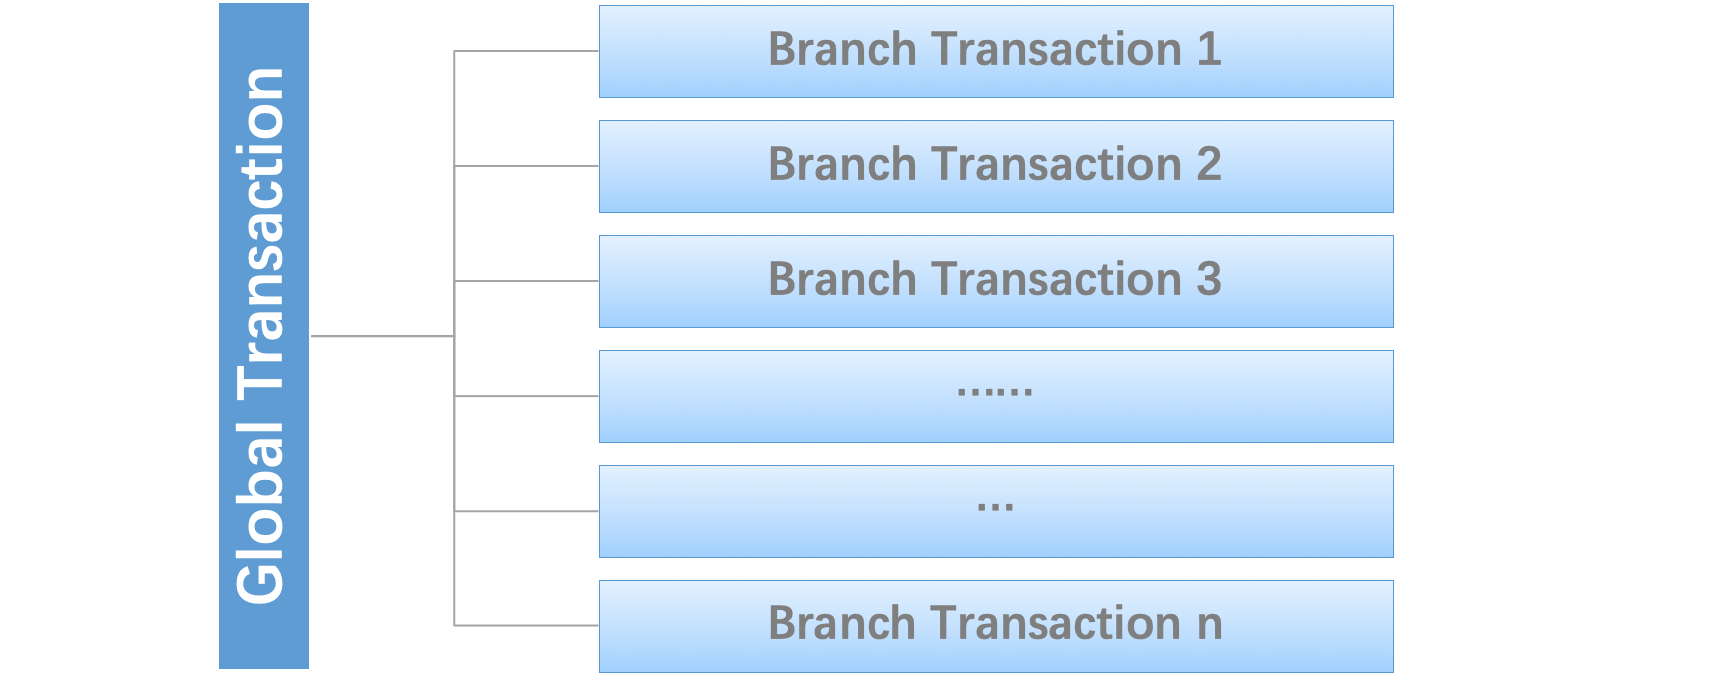 Global Transaction
Branch Transaction 1
Branch Transaction 2
Branch Transaction 3
······
...
Branch Transaction n